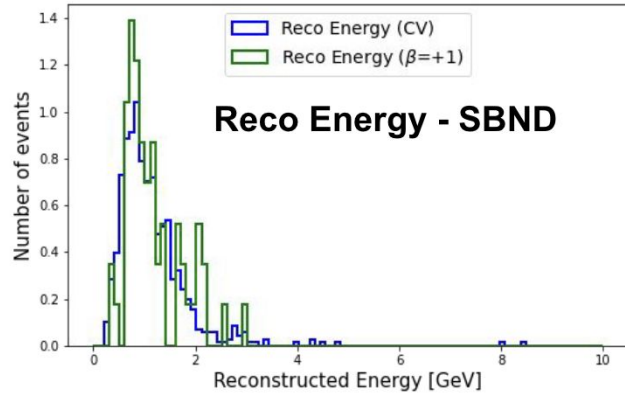 1.4
1.2
1.0
0.8
0.6
0.4
0.2
0.0
Number of events
Reco Energy (CV)
Reco Energy (β=+1)
Reco Energy - SBND
0 2 4 6 8 10
Reconstructed Energy [GeV]